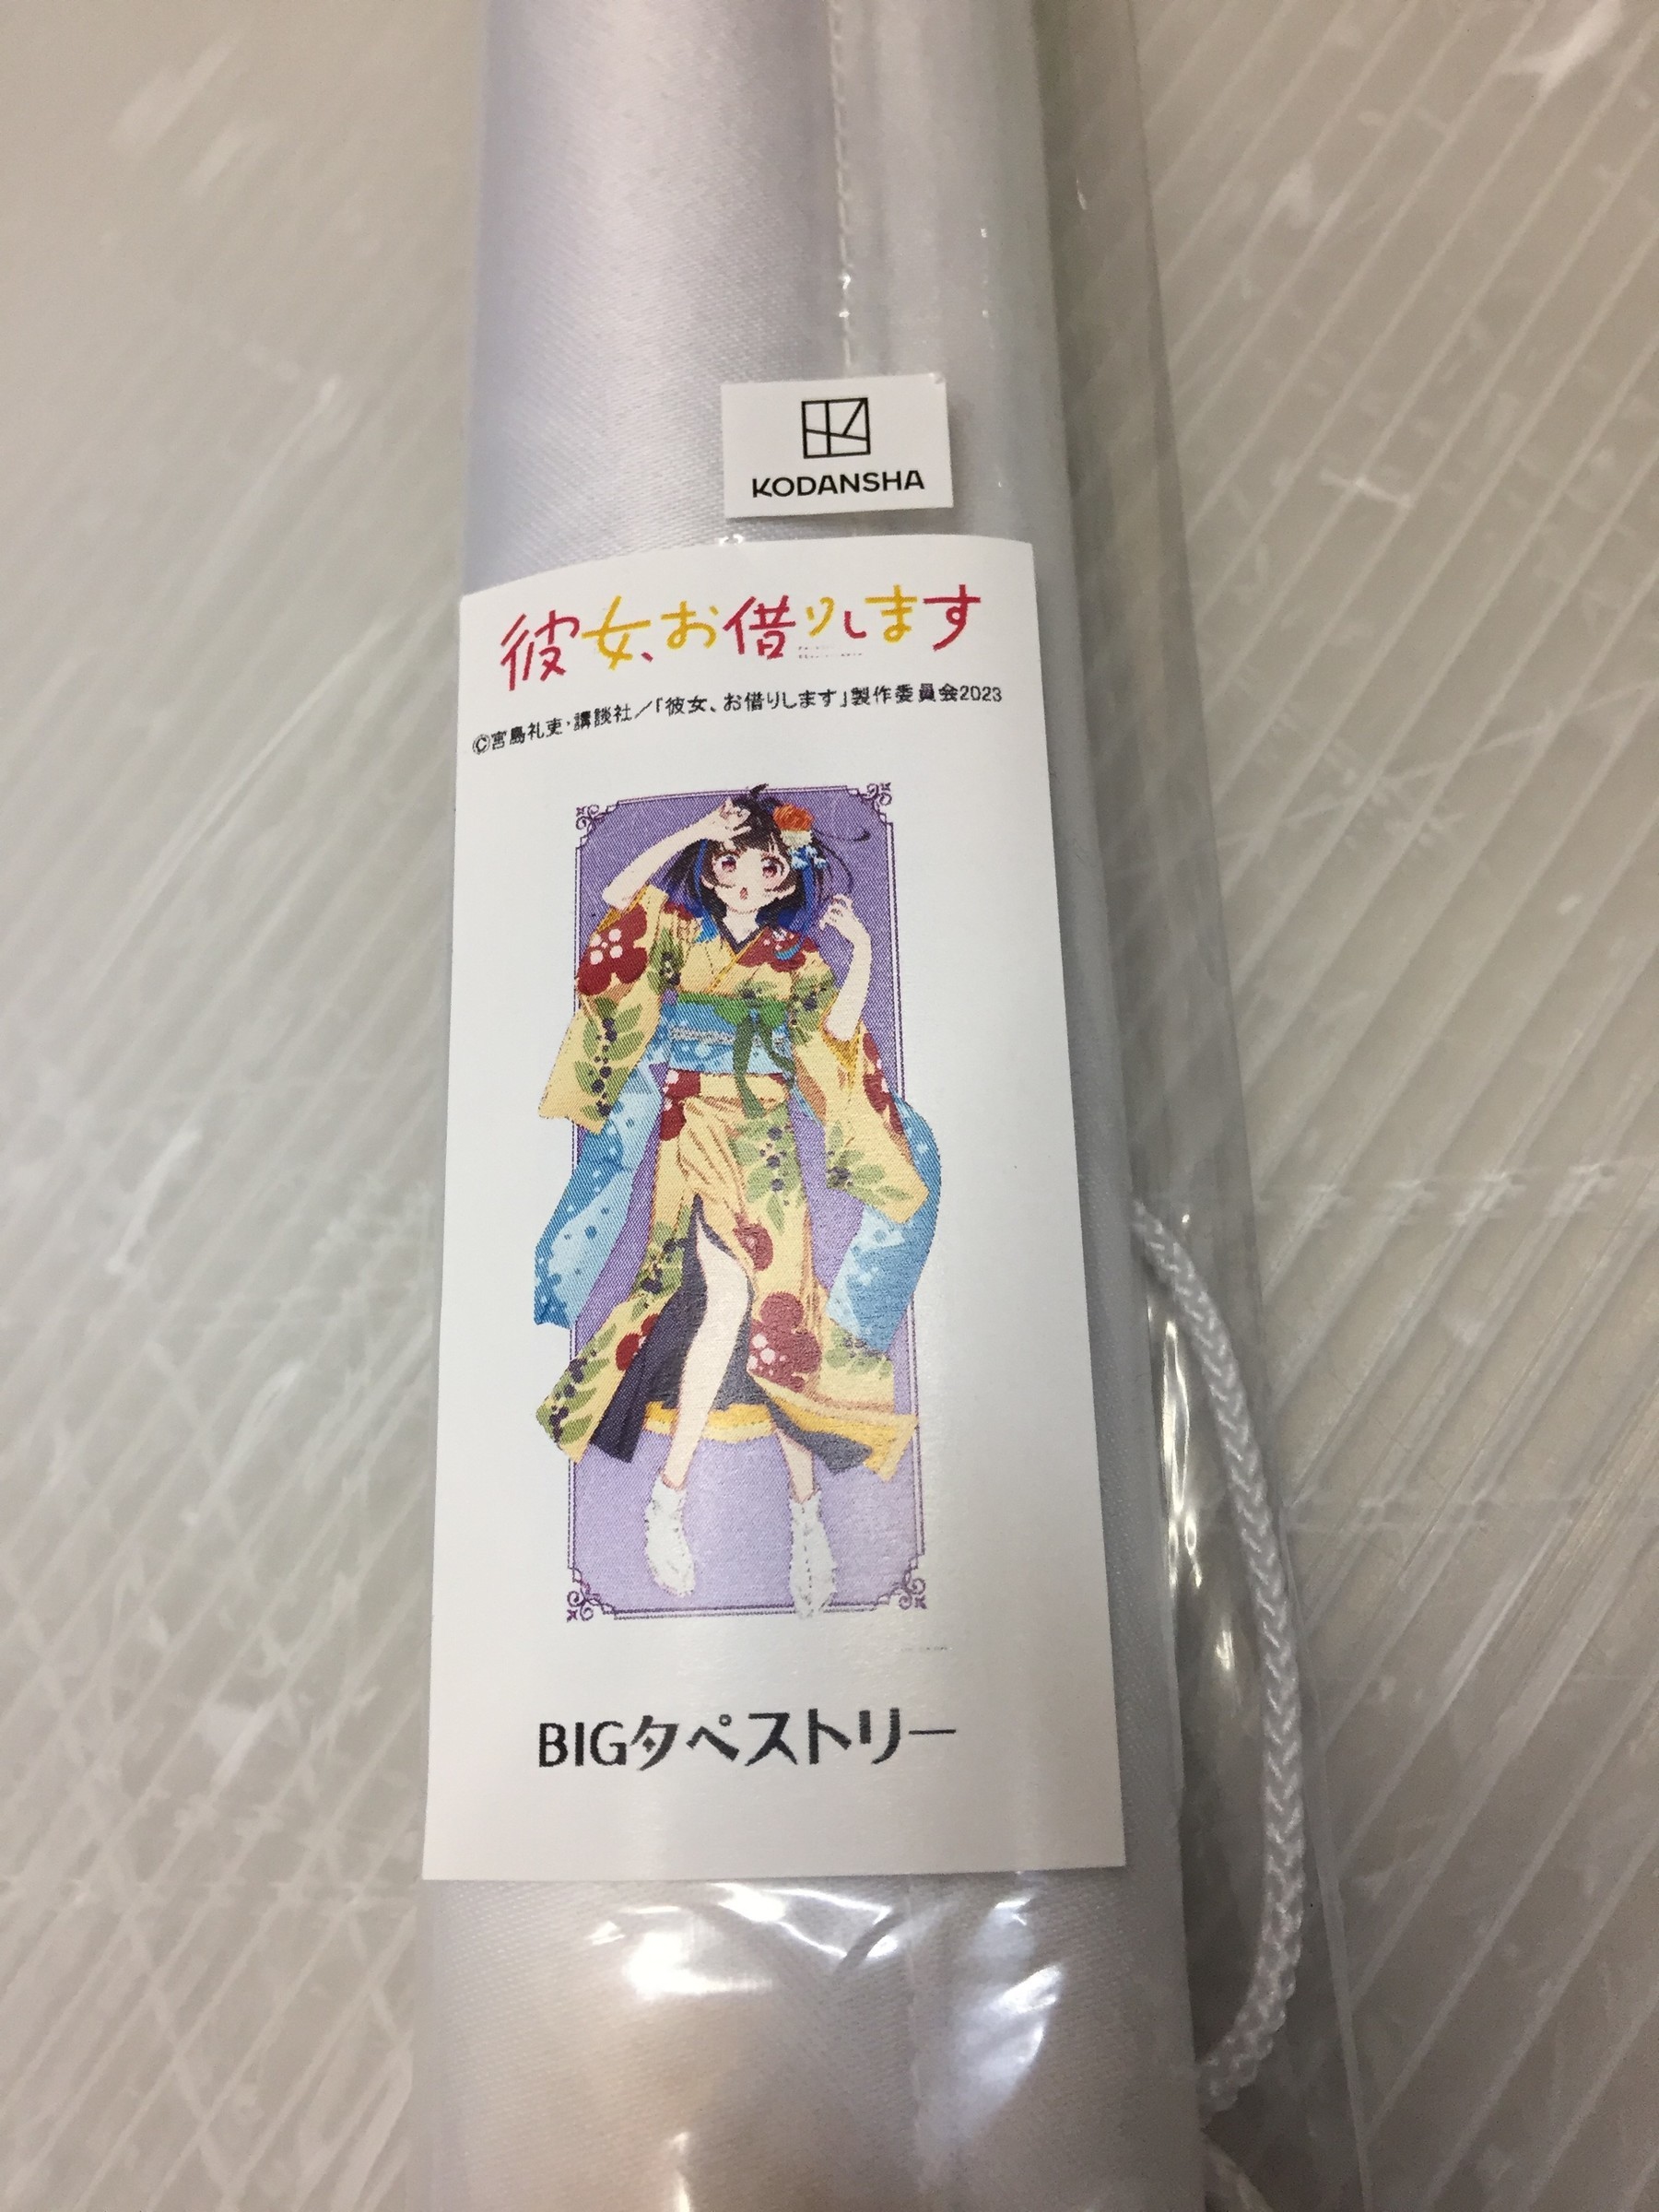 KODANSHA
彼女、お借りします
©宮島礼吏・講談社／「彼女、お借りします」製作委員会2023
BIGタペストリー